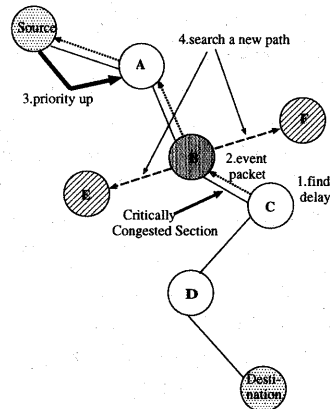 Source
4.search a new path
A
3.priority up
F
B
2.event
packet
E
1.find
delay
Critically
Congested Section
C
D
Desti-
nation